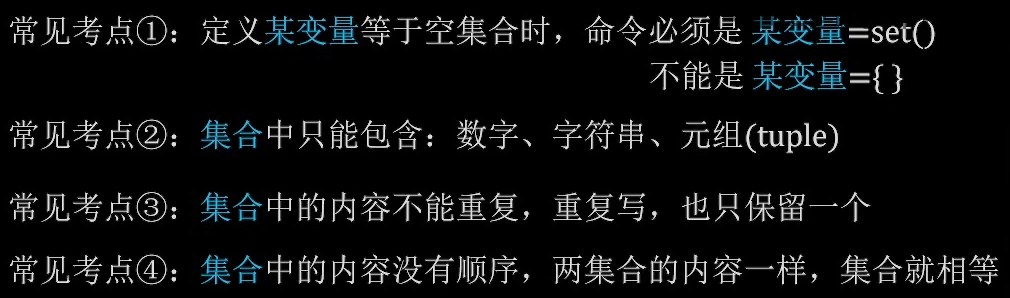 常见考点①：定义某变量等于空集合时，命令必须是 某变量=set()
不能是 某变量={ }
常见考点②：集合中只能包含：数字、字符串、元组(tuple)
常见考点③：集合中的内容不能重复，重复写，也只保留一个
常见考点④：集合中的内容没有顺序，两集合的内容一样，集合就相等